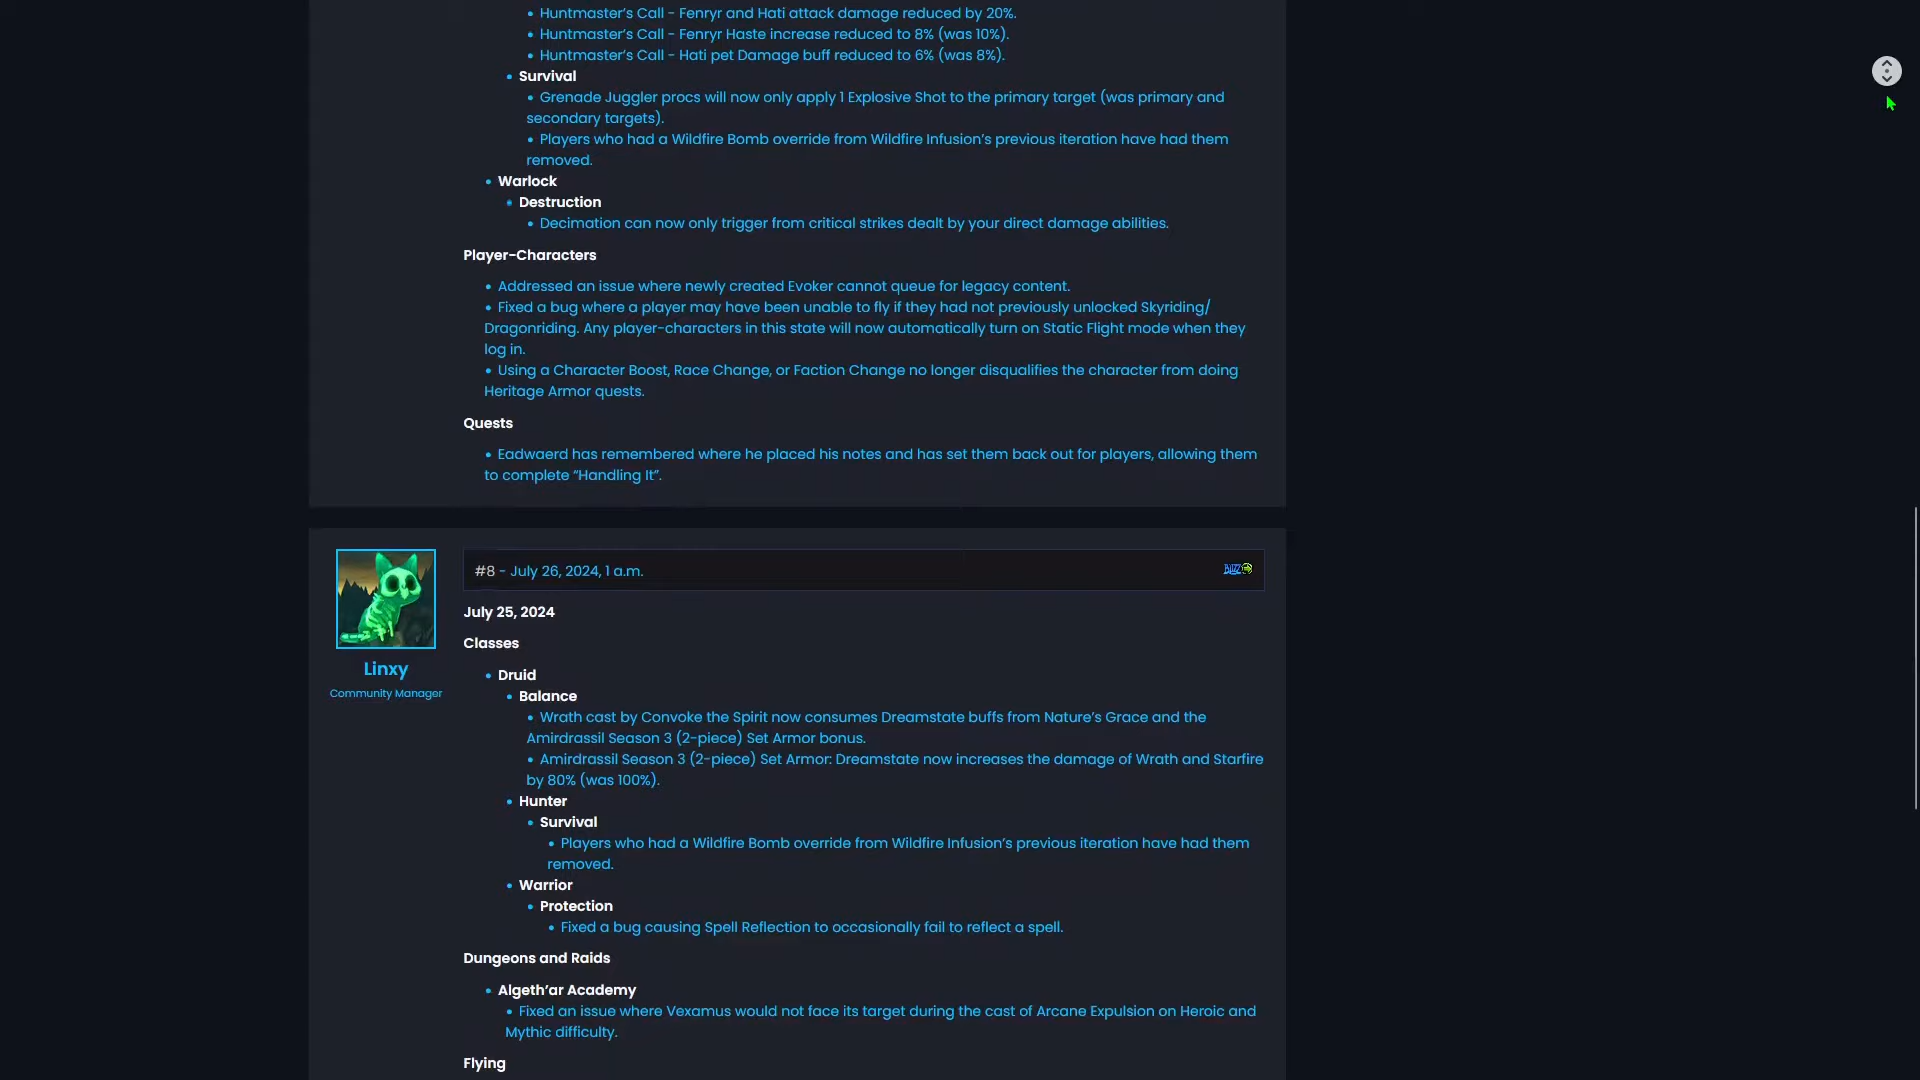 • Huntmaster's Call - Fenryr and Hati attack damage reduced by 20%.
• Huntmaster's Call - Fenryr Haste increase reduced to 8% (was 10%).
• Huntmaster's Call - Hati pet Damage buff reduced to 6% (was 8%).
• Survival
• Grenade Juggler procs will now only apply 1 Explosive Shot to the primary target (was primary and
secondary targets).
• Players who had a Wildfire Bomb override from Wildfire Infusion's previous iteration have had them
removed.
• Warlock
• Destruction
• Decimation can now only trigger from critical strikes dealt by your direct damage abilities.
Player-Characters
• Addressed an issue where newly created Evoker cannot queue for legacy content.
• Fixed a bug where a player may have been unable to fly if they had not previously unlocked Skyriding/
Dragonriding. Any player-characters in this state will now automatically turn on Static Flight mode when they
log in.
• Using a Character Boost, Race Change, or Faction Change no longer disqualifies the character from doing
Heritage Armor quests.
Quests
• Eadwaerd has remembered where he placed his notes and has set them back out for players, allowing them
to complete “Handling It”.
#8 - July 26, 2024, 1 a.m.
BLIZZ
Linxy
Community Manager
July 25, 2024
Classes
• Druid
• Balance
• Wrath cast by Convoke the Spirit now consumes Dreamstate buffs from Nature's Grace and the
Amirdrassil Season 3 (2-piece) Set Armor bonus.
• Amirdrassil Season 3 (2-piece) Set Armor: Dreamstate now increases the damage of Wrath and Starfire
by 80% (was 100%).
• Hunter
• Survival
• Players who had a Wildfire Bomb override from Wildfire Infusion's previous iteration have had them
removed.
• Warrior
• Protection
• Fixed a bug causing Spell Reflection to occasionally fail to reflect a spell.
Dungeons and Raids
• Algeth'ar Academy
• Fixed an issue where Vexamus would not face its target during the cast of Arcane Expulsion on Heroic and
Mythic difficulty.
Flying